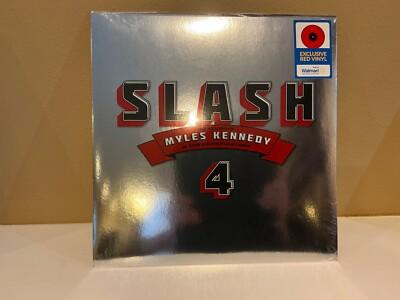 EXCLUSIVE
RED VINYL
Walmart
SLASH
MYLES KENNEDY
4